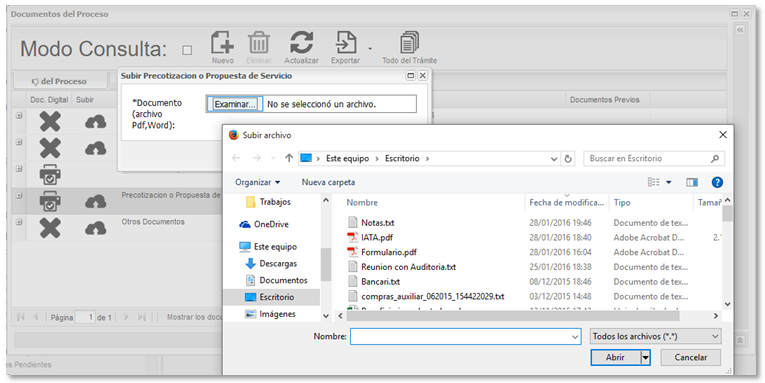 Documentos del Proceso
Modo Consulta:
Nuevo
Eliminar
Actualizar
Exportar
Todo del Trámite
del Proceso
Subir Precotizacion o Propuesta de Servicio
Documentos Previos
Doc. Digital
Subir
*Documento
(archivo
Pdf,Word):
Examinar...
No se seleccionó un archivo.
Subir archivo
Este equipo
Escritorio
Buscar en Escritorio
Organizar
Nueva carpeta
Trabajos
OneDrive
Este equipo
Descargas
Documentos
Escritorio
Imágenes
Nombre
Fecha de modifica...
Tipo
Notas.txt
28/01/2016 19:46
Documento de tex...
IATA.pdf
28/01/2016 18:40
Adobe Acrobat D...
2.
Formulario.pdf
28/01/2016 16:04
Adobe Acrobat D...
Reunion con Auditoria.txt
25/01/2016 18:38
Documento de tex...
Bancari.txt
03/12/2015 18:46
Documento de tex...
compras_auxiliar_062015_154422029.txt
03/12/2015 14:48
Documento de tex...
Precotizacion o Propuesta de
Otros Documentos
Página 1 de 1
Mostrar los docu
Nombre:
Todos los archivos (*.*)
Abrir
Cancelar
es Pendientes